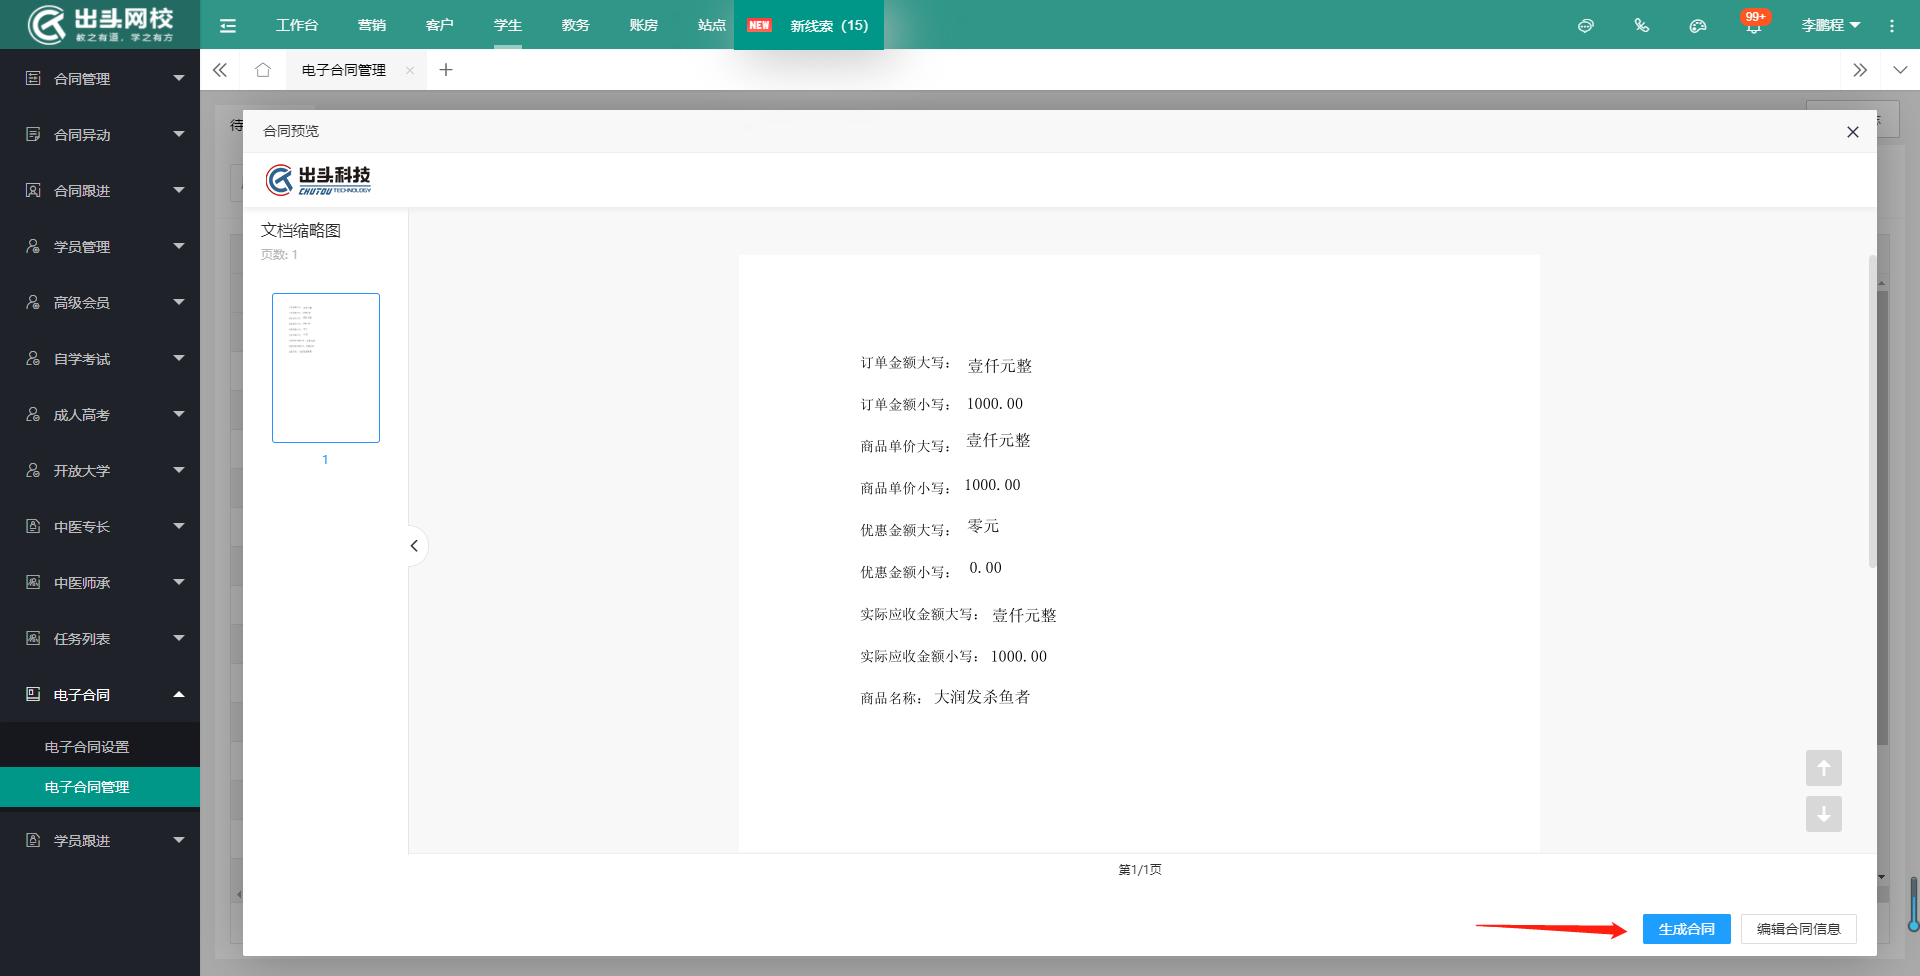 出头网校
教之有道，学之有方
工作台
营销
客户
学生
教务
账房
站点
NEW
新线索（15）
99+
李鹏程
电子合同管理
合同管理
合同异动
合同跟进
学员管理
高级会员
自学考试
成人高考
开放大学
中医专长
中医师承
任务列表
电子合同
电子合同设置
电子合同管理
学员跟进
待
合同预览
出头科技
CHUTOU TECHNOLOGY
文档缩略图
页数: 1
1
订单金额大写： 壹仟元整
订单金额小写： 1000.00
商品单价大写： 壹仟元整
商品单价小写： 1000.00
优惠金额大写： 零元
优惠金额小写： 0.00
实际应收金额大写： 壹仟元整
实际应收金额小写： 1000.00
商品名称： 大润发杀鱼者
第1/1页
生成合同
编辑合同信息